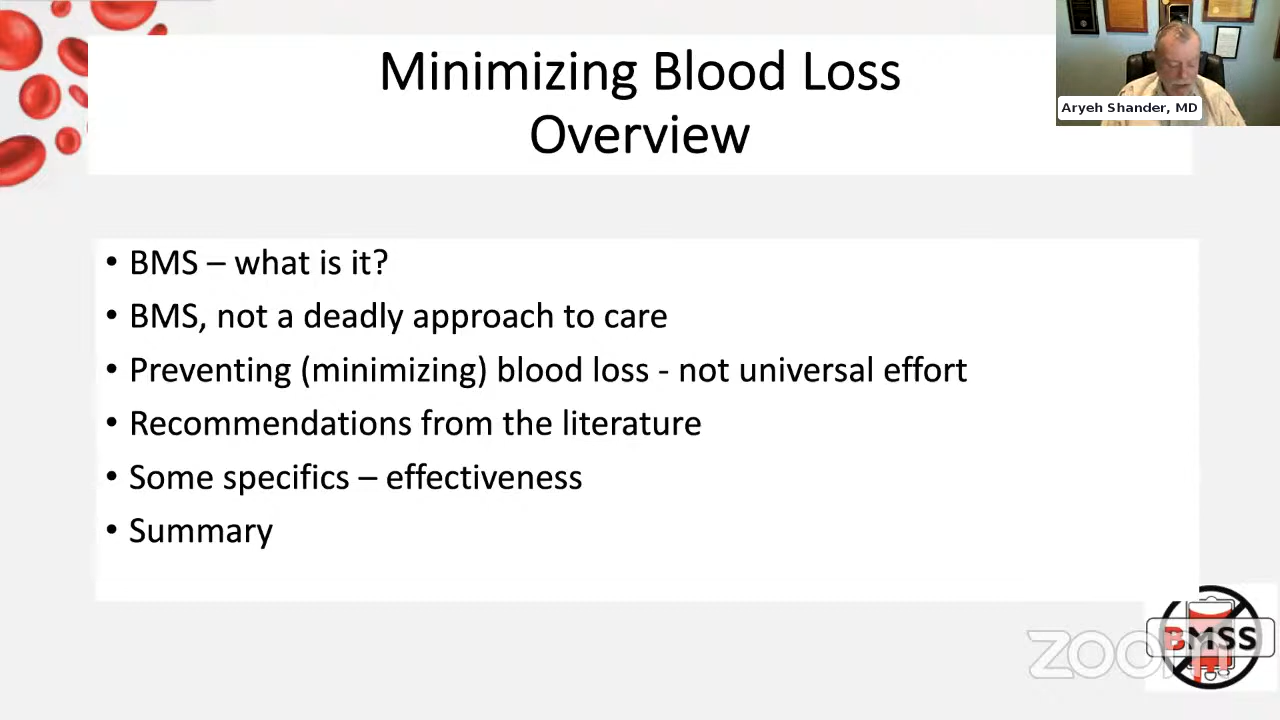 Minimizing Blood Loss
Overview
Aryeh Shander, MD
• BMS – what is it?
• BMS, not a deadly approach to care
• Preventing (minimizing) blood loss - not universal effort
• Recommendations from the literature
• Some specifics – effectiveness
• Summary
zoom
BMSS